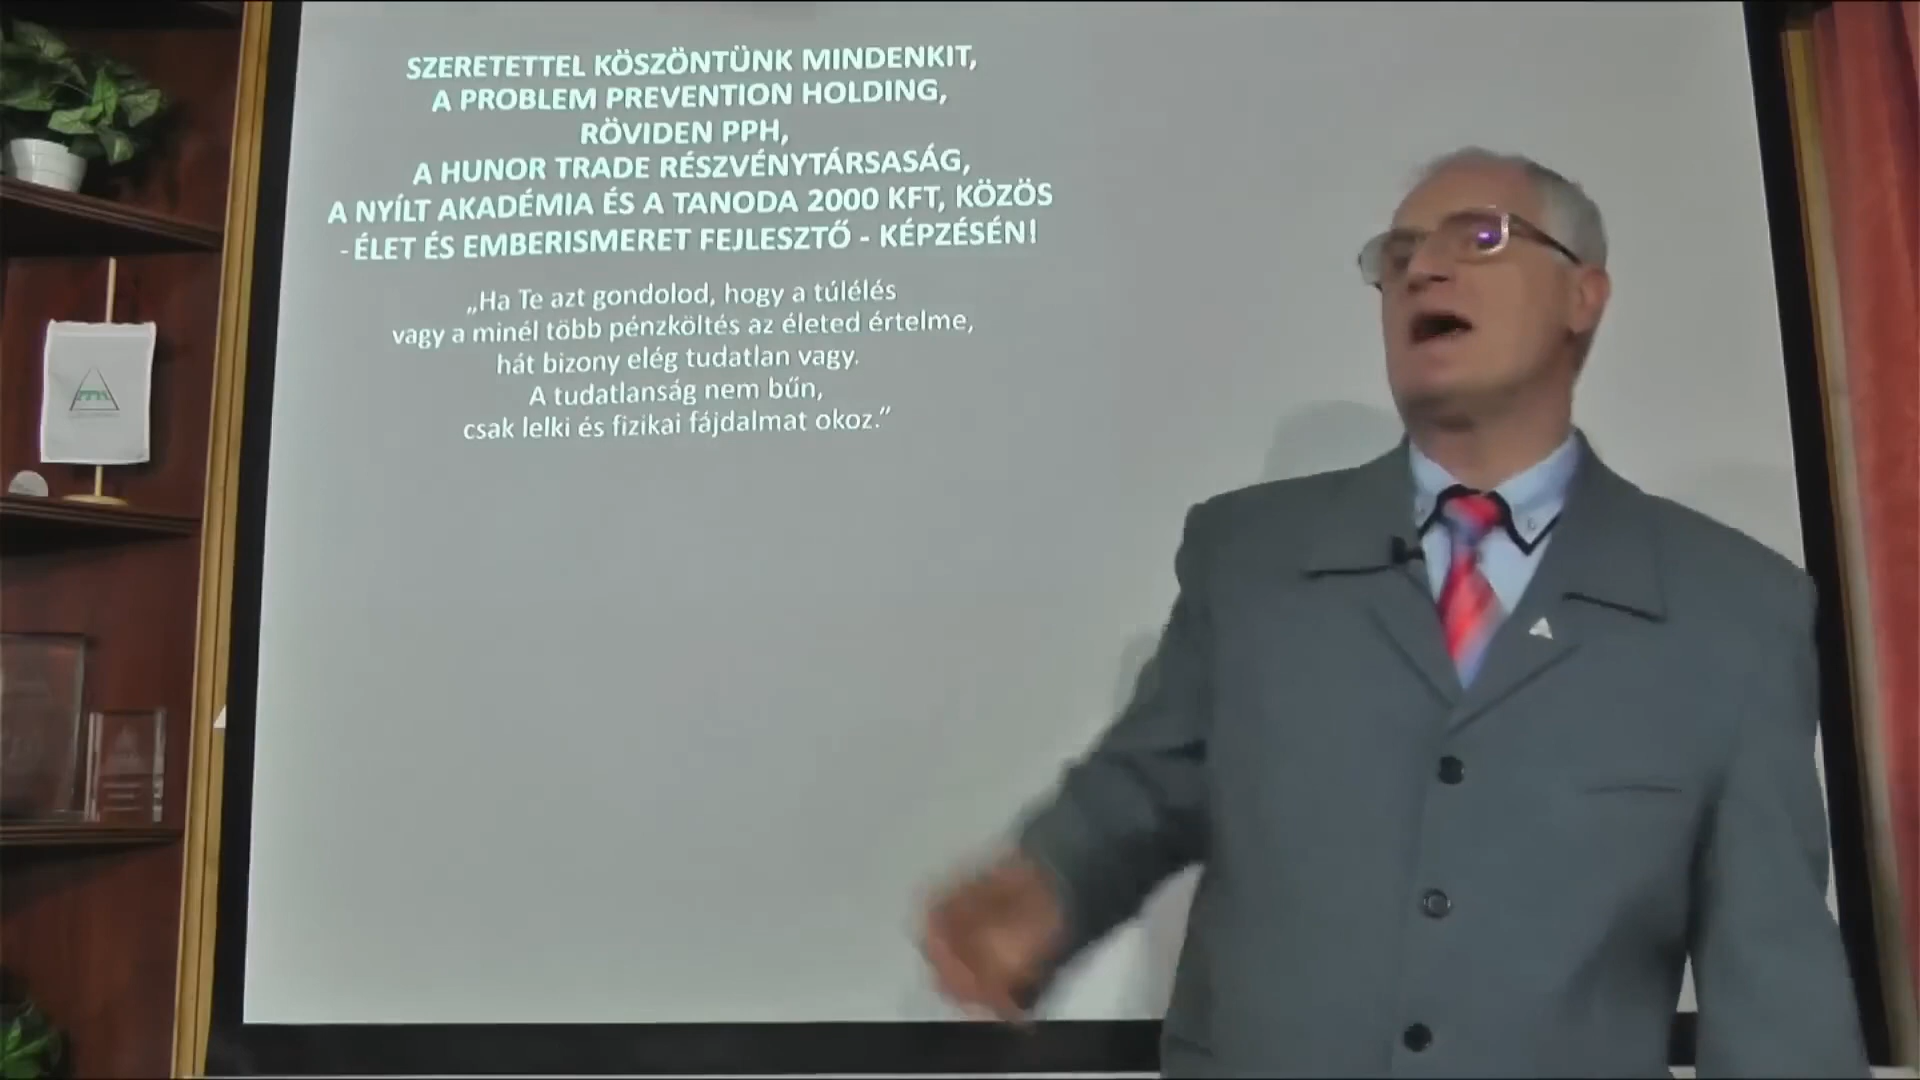 SZERETETTEL KÖSZÖNTÜNK MINDENKIT,
A PROBLEM PREVENTION HOLDING,
RÖVIDEN PPH,
A HUNOR TRADE RÉSZVÉNYTÁRSASÁG,
A NYÍLT AKADÉMIA ÉS A TANODA 2000 KFT, KÖZÖS
- ÉLET ÉS EMBERISMERET FEJLESZTŐ - KÉPZÉSÉN!
„Ha Te azt gondolod, hogy a túlélés
vagy a minél több pénzköltés az életed értelme,
hát bizony elég tudatlan vagy.
A tudatlanság nem bűn,
csak lelki és fizikai fájdalmat okoz.”